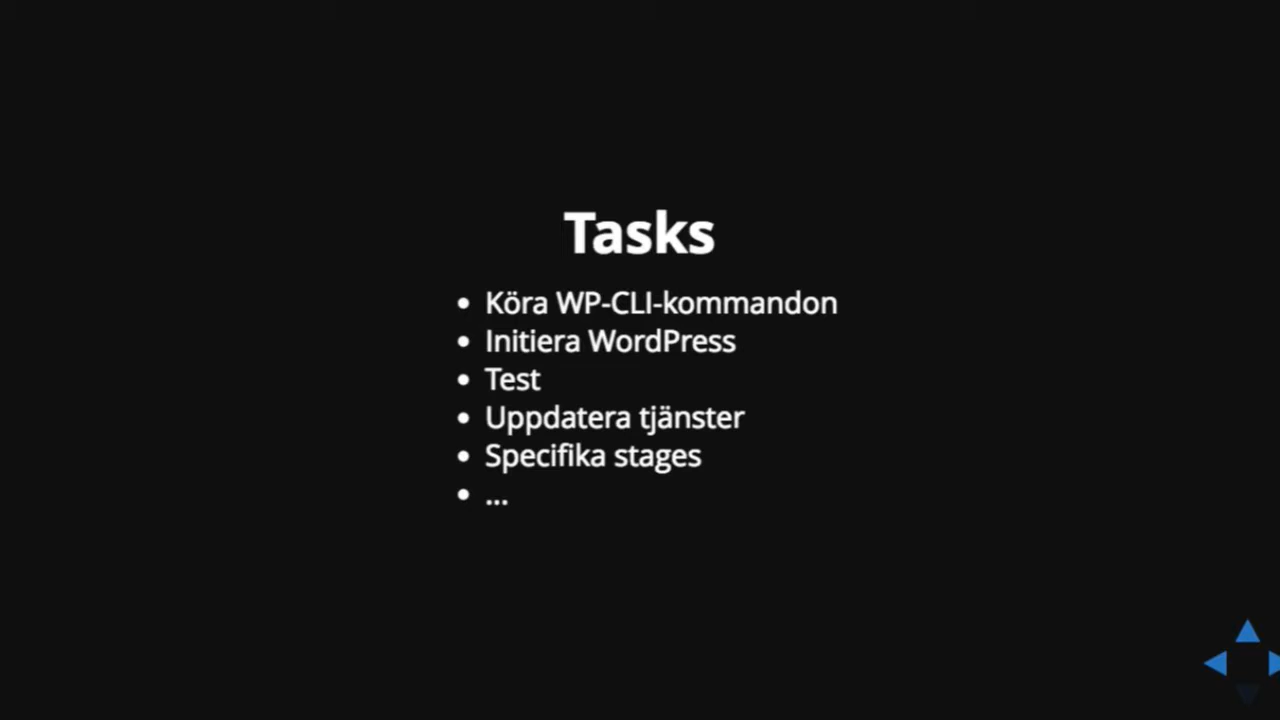 Tasks
• Köra WP-CLI-kommandon
• Initiera WordPress
• Test
• Uppdatera tjänster
• Specifika stages
• ...